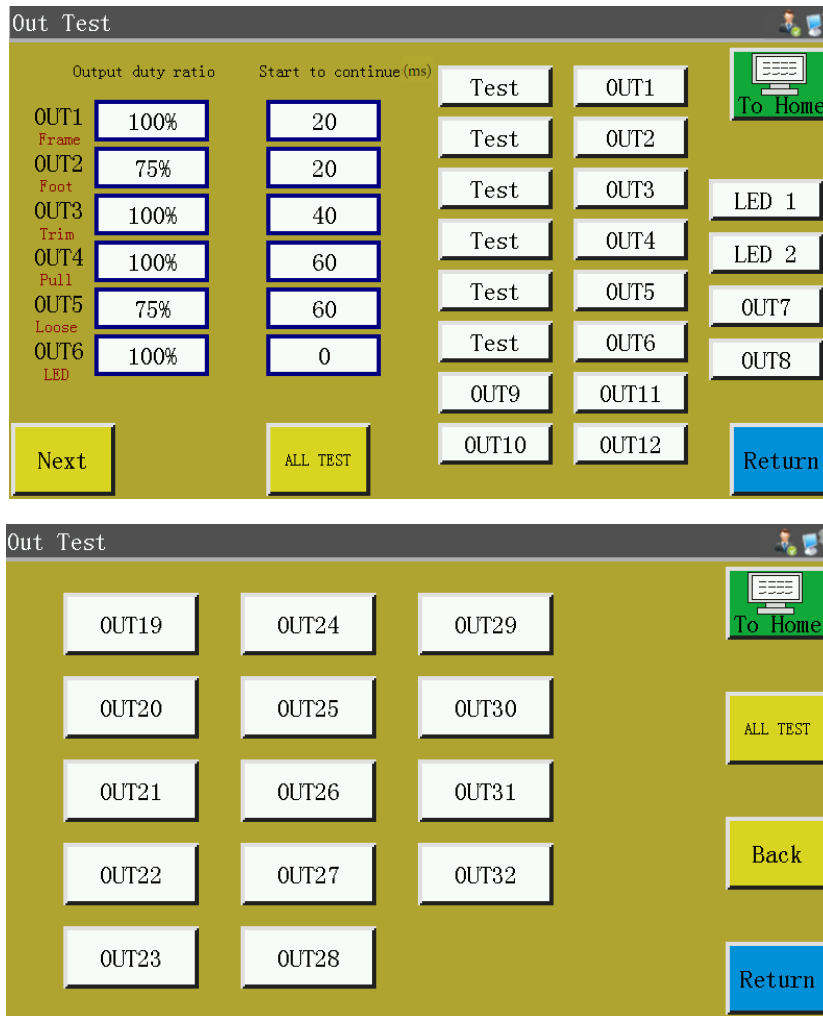 Out Test
Output duty ratio Start to continue(ms)
Test OUT1 To Home
OUT1 100% 20
Frame
Test OUT2
OUT2 75% 20
Foot
Test OUT3 LED 1
OUT3 100% 40
Trim
Test OUT4 LED 2
OUT4 100% 60
Pull
Test OUT5 OUT7
OUT5 75% 60
Loose
Test OUT6 OUT8
OUT6 100% 0
LED
OUT9 OUT11
OUT10 OUT12
Next ALL TEST Return
Out Test
To Home
OUT19 OUT24 OUT29
OUT20 OUT25 OUT30 ALL TEST
OUT21 OUT26 OUT31
OUT22 OUT27 OUT32 Back
OUT23 OUT28 Return